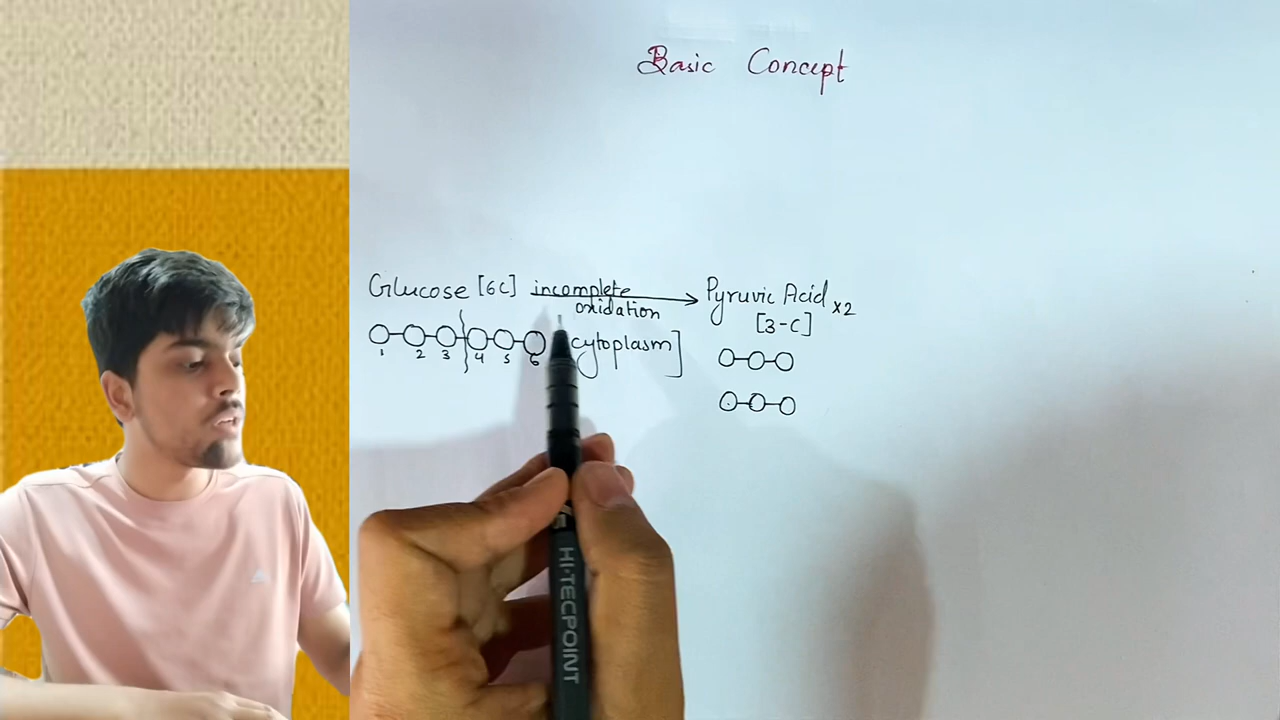 Basic Concept
Glucose [6C] incomplete oxidation Pyruvic Acid x2
[3-C]
cytoplasm]
1 2 3 4 5 6
HI-TECPOINT